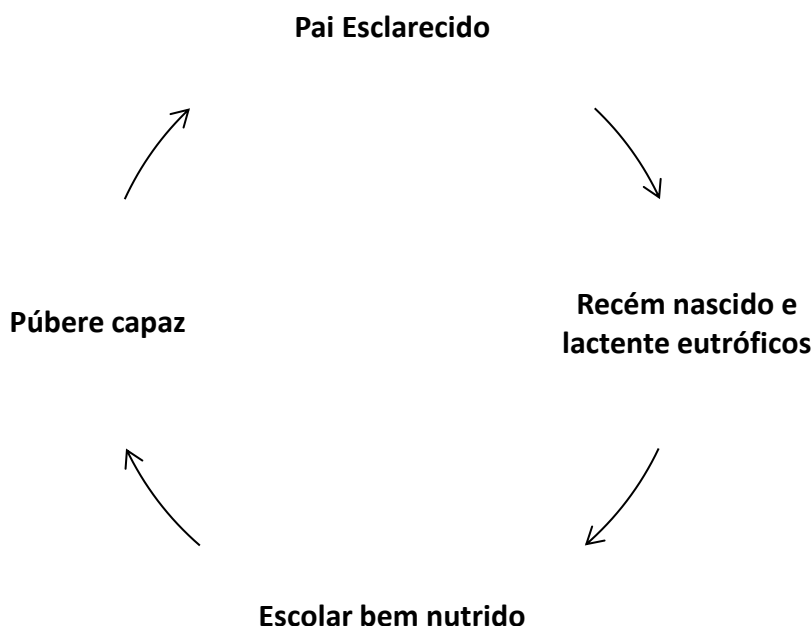 Pai Esclarecido
Recém nascido e
lactente eutróficos
Púbere capaz
Escolar bem nutrido